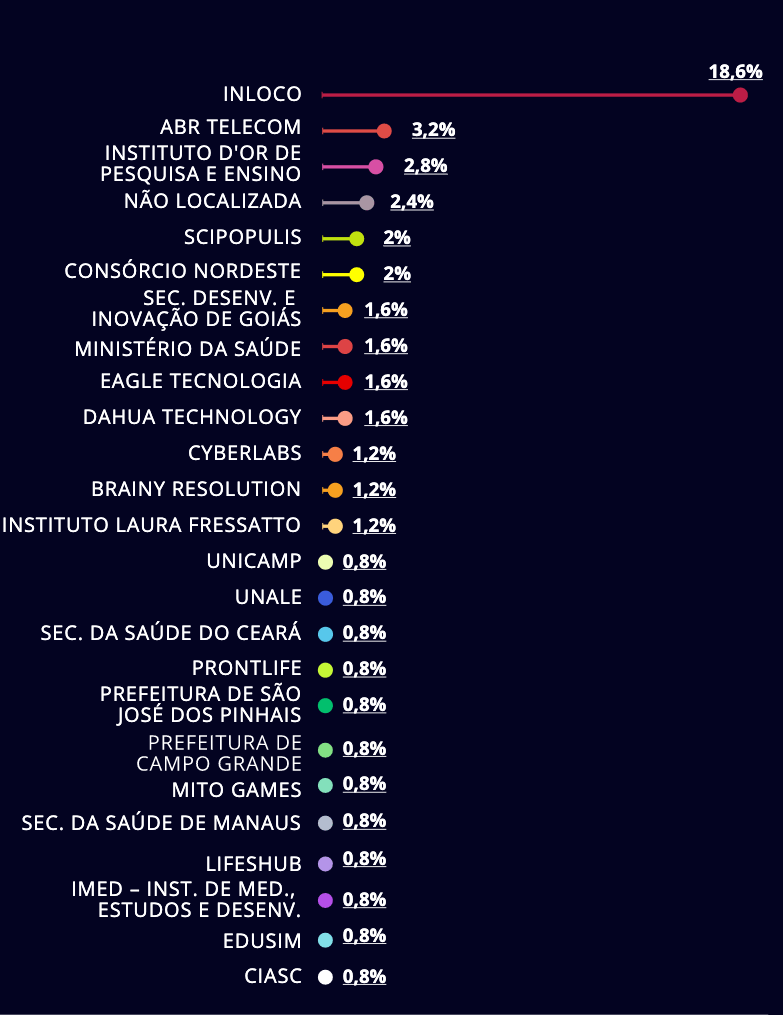 18,6%
INLOCO
ABR TELECOM
3,2%
INSTITUTO D'OR DE
PESQUISA E ENSINO
2,8%
NÃO LOCALIZADA
2,4%
SCIPOPULIS
2%
CONSÓRCIO NORDESTE
2%
SEC. DESENV. E
INOVAÇÃO DE GOIÁS
1,6%
MINISTÉRIO DA SAÚDE
1,6%
EAGLE TECNOLOGIA
1,6%
DAHUA TECHNOLOGY
1,6%
CYBERLABS
1,2%
BRAINY RESOLUTION
1,2%
INSTITUTO LAURA FRESSATTO
1,2%
UNICAMP
0,8%
UNALE
0,8%
SEC. DA SAÚDE DO CEARÁ
0,8%
PRONTLIFE
0,8%
PREFEITURA DE SÃO
JOSÉ DOS PINHAIS
0,8%
PREFEITURA DE
CAMPO GRANDE
0,8%
MITO GAMES
0,8%
SEC. DA SAÚDE DE MANAUS
0,8%
LIFESHUB
0,8%
IMED – INST. DE MED.,
ESTUDOS E DESENV.
0,8%
EDUSIM
0,8%
CIASC
0,8%